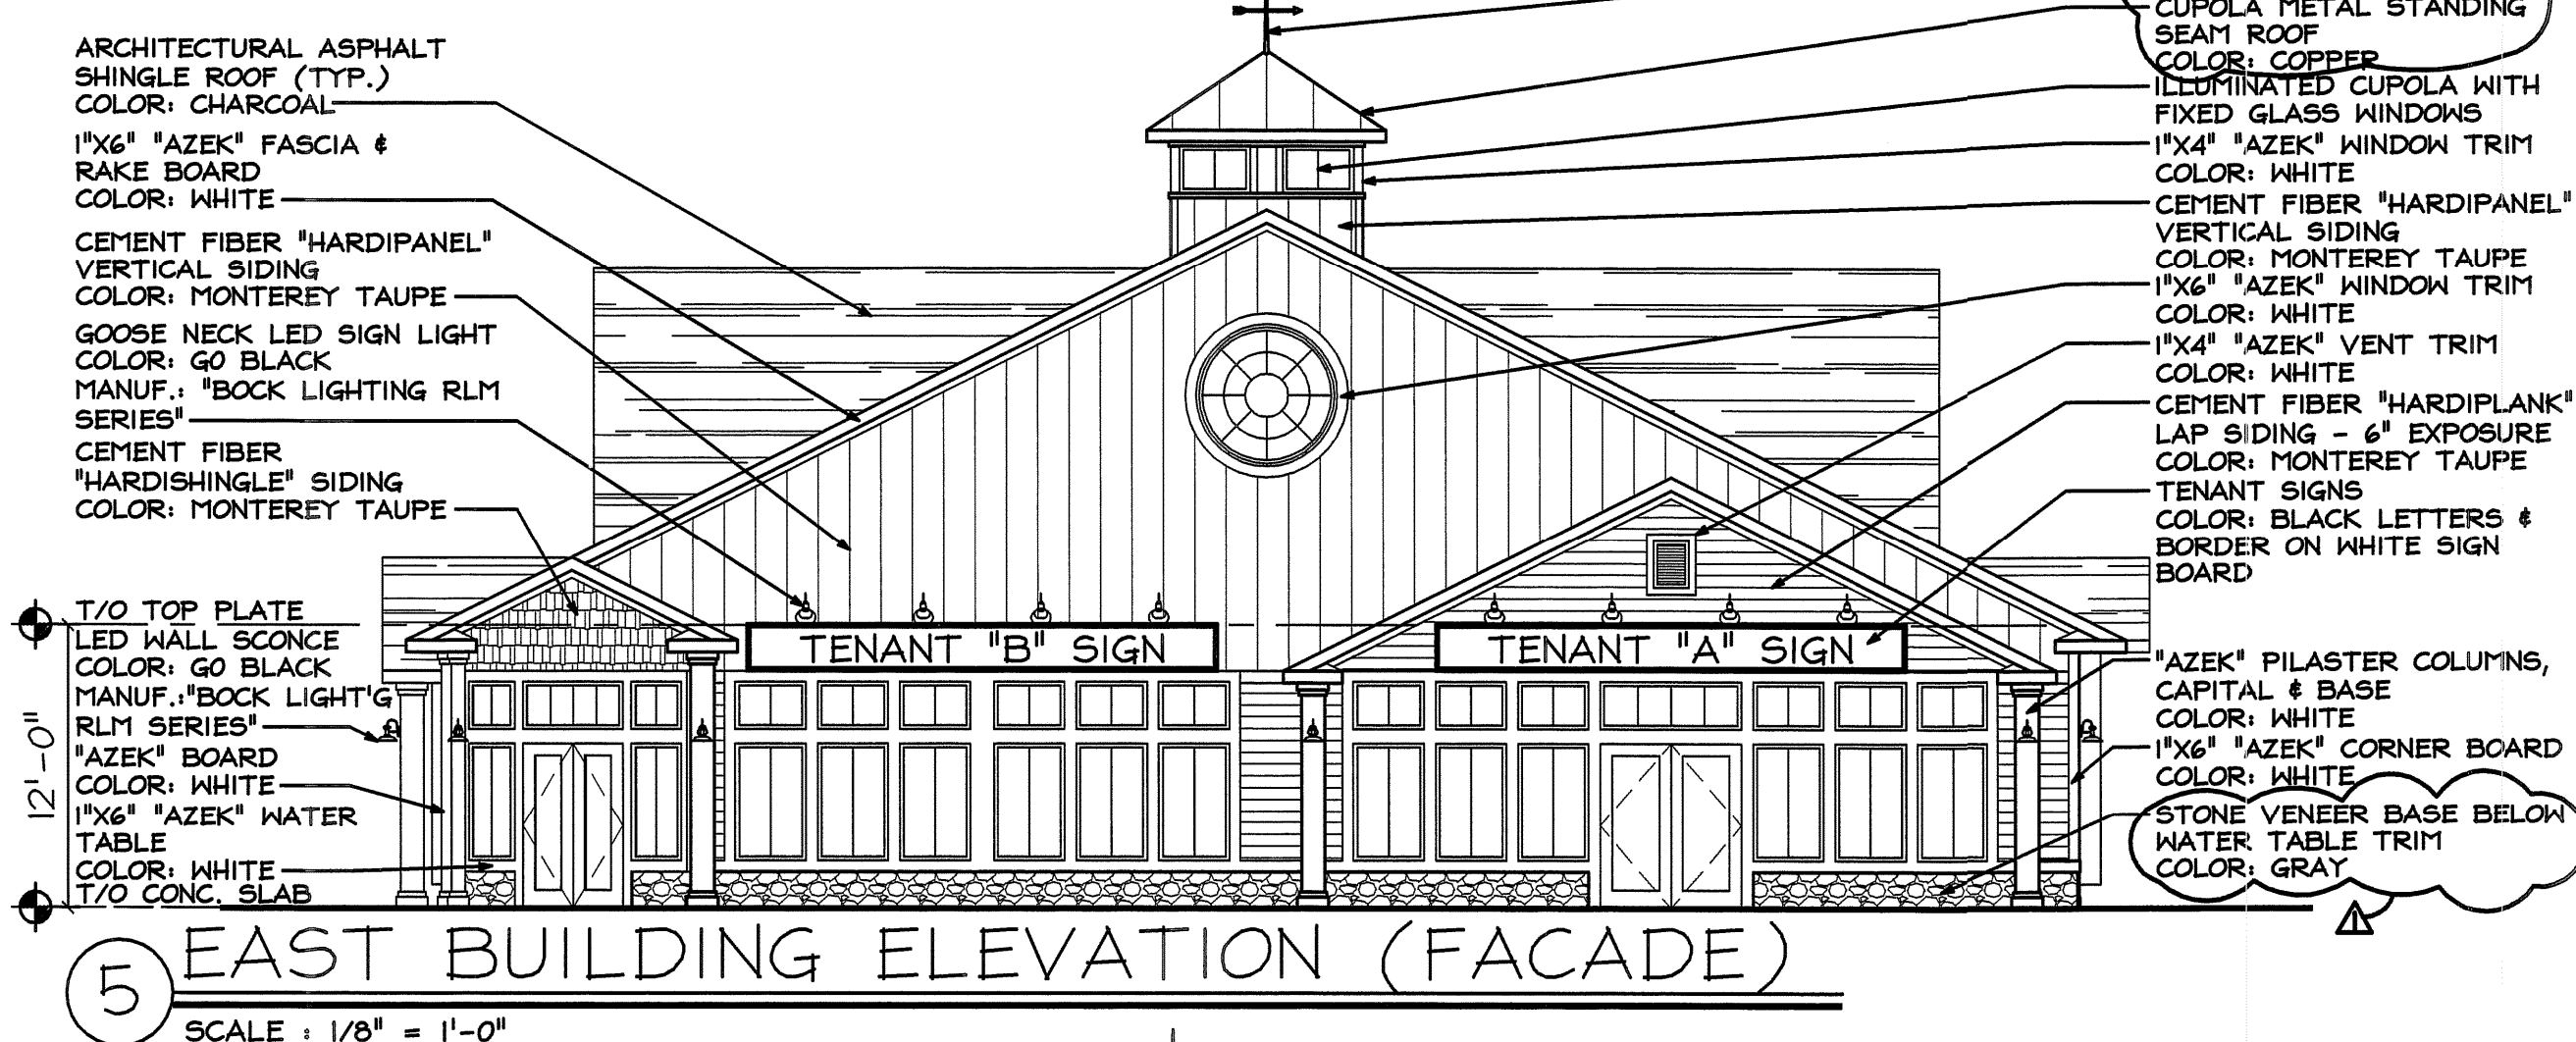 ARCHITECTURAL ASPHALT
SHINGLE ROOF (TYP.)
COLOR: CHARCOAL
1"X6" "AZEK" FASCIA &
RAKE BOARD
COLOR: WHITE
CEMENT FIBER "HARDIPANEL"
VERTICAL SIDING
COLOR: MONTEREY TAUPE
GOOSE NECK LED SIGN LIGHT
COLOR: GO BLACK
MANUF.: "BOCK LIGHTING RLM
SERIES"
CEMENT FIBER
"HARDISHINGLE" SIDING
COLOR: MONTEREY TAUPE
T/O TOP PLATE
LED WALL SCONCE
COLOR: GO BLACK
MANUF.:"BOCK LIGHT'G
RLM SERIES"
"AZEK" BOARD
COLOR: WHITE
1"X6" "AZEK" WATER
TABLE
COLOR: WHITE
T/O CONC. SLAB
12'-0"
TENANT "B" SIGN
TENANT "A" SIGN
CUPOLA METAL STANDING
SEAM ROOF
COLOR: COPPER
ILLUMINATED CUPOLA WITH
FIXED GLASS WINDOWS
1"X4" "AZEK" WINDOW TRIM
COLOR: WHITE
CEMENT FIBER "HARDIPANEL"
VERTICAL SIDING
COLOR: MONTEREY TAUPE
1"X6" "AZEK" WINDOW TRIM
COLOR: WHITE
1"X4" "AZEK" VENT TRIM
COLOR: WHITE
CEMENT FIBER "HARDIPLANK"
LAP SIDING - 6" EXPOSURE
COLOR: MONTEREY TAUPE
TENANT SIGNS
COLOR: BLACK LETTERS &
BORDER ON WHITE SIGN
BOARD
"AZEK" PILASTER COLUMNS,
CAPITAL & BASE
COLOR: WHITE
1"X6" "AZEK" CORNER BOARD
COLOR: WHITE
STONE VENEER BASE BELOW
WATER TABLE TRIM
COLOR: GRAY
1
5
EAST BUILDING ELEVATION (FACADE)
SCALE : 1/8" = 1'-0"